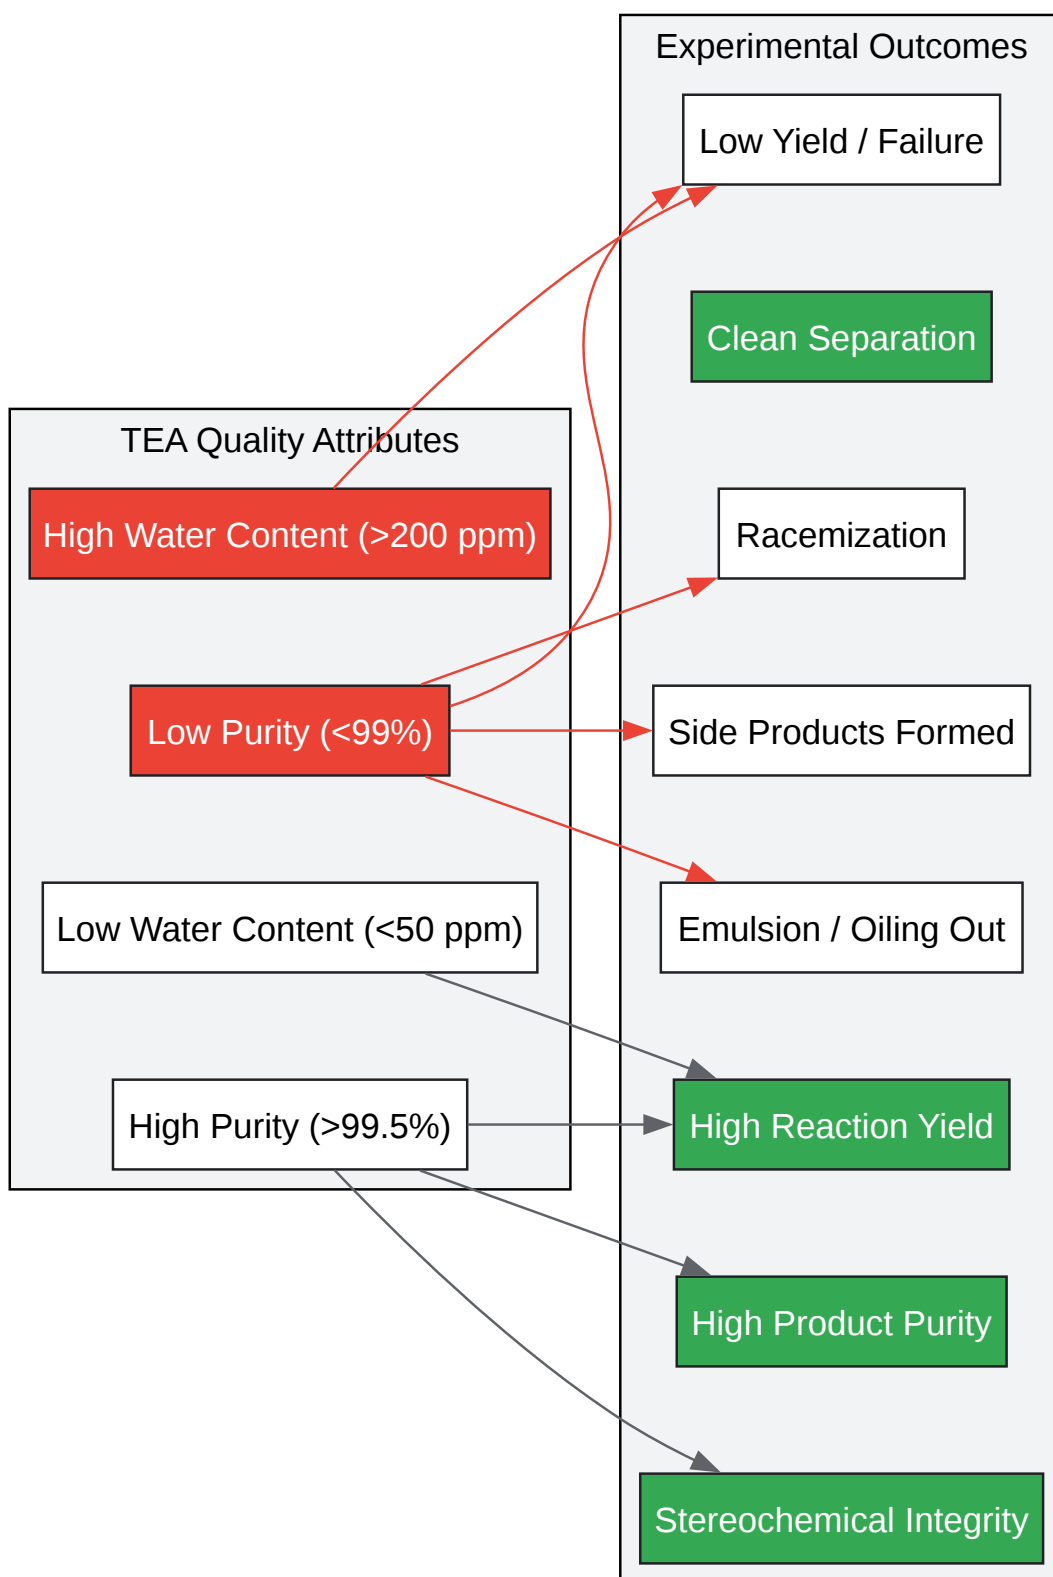 Experimental Outcomes
Low Yield / Failure
Clean Separation
TEA Quality Attributes
High Water Content (>200 ppm)
Racemization
Low Purity (<99%)
Side Products Formed
Low Water Content (<50 ppm)
Emulsion / Oiling Out
High Purity (>99.5%)
High Reaction Yield
High Product Purity
Stereochemical Integrity